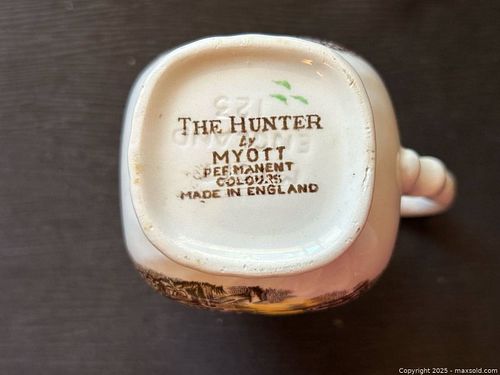 THE HUNTER
by
MYOTT
PERMANENT
COLOURS
MADE IN ENGLAND
Copyright © 2025 - maxsold.com